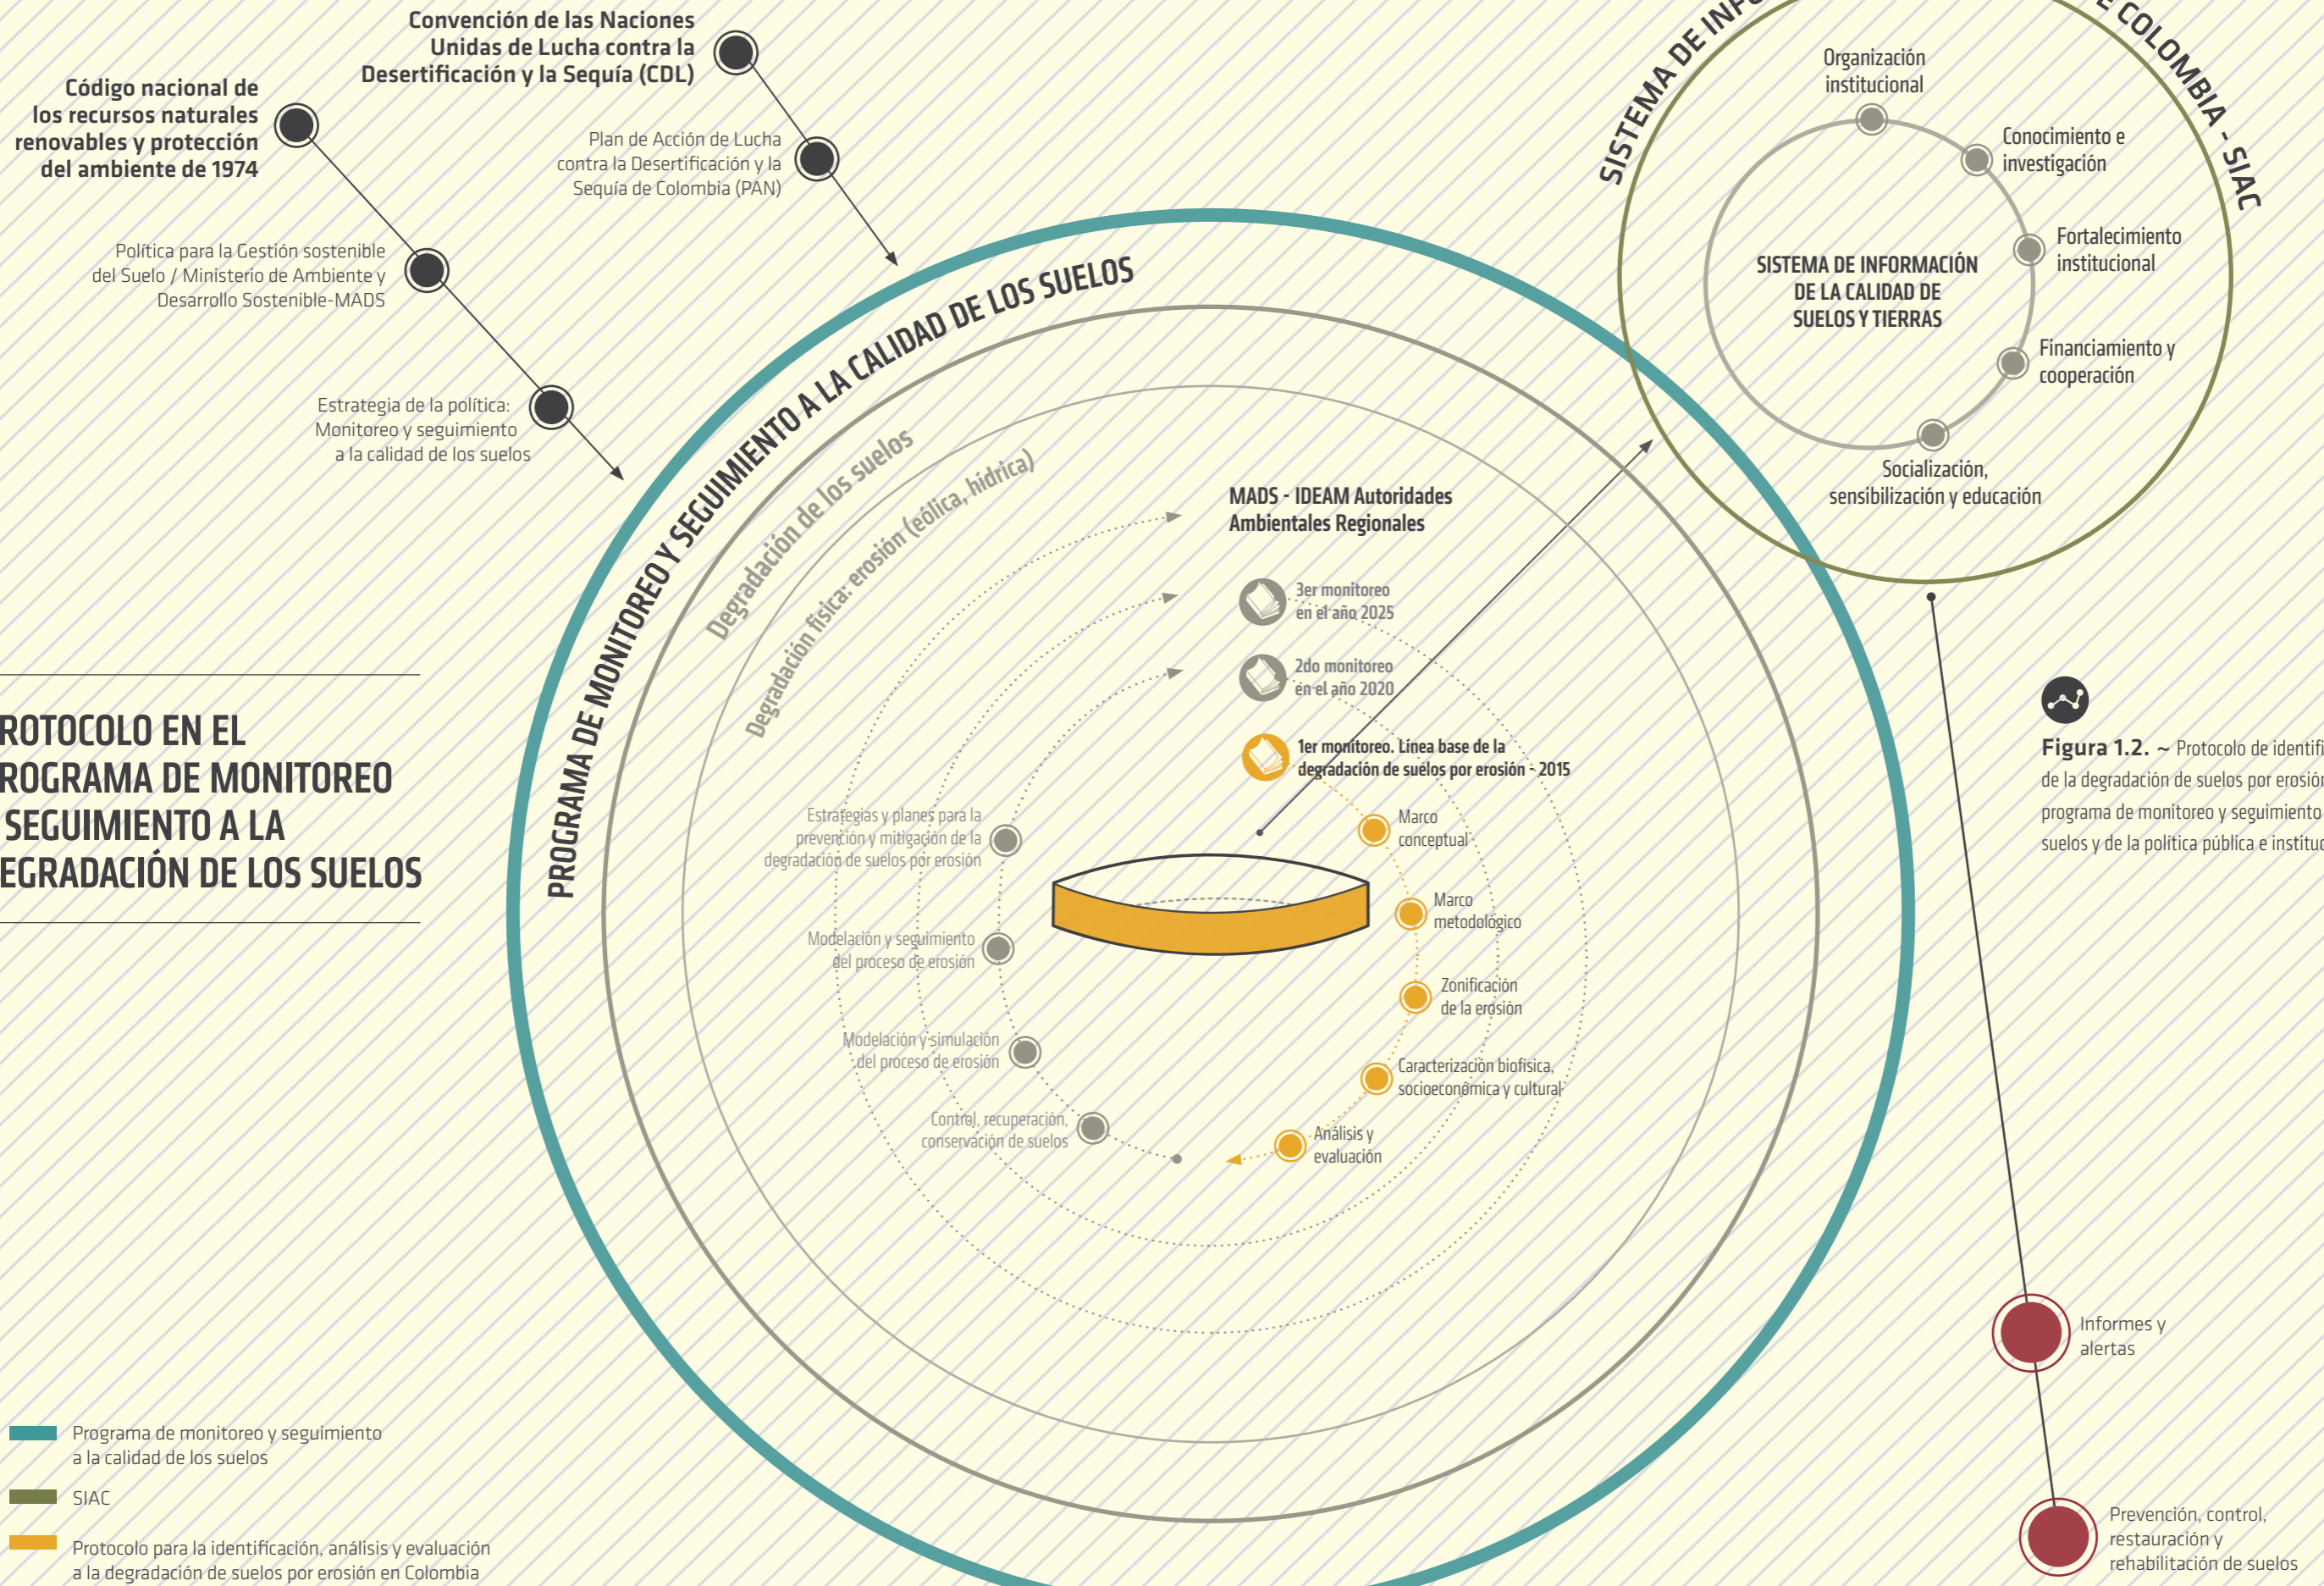 Convención de las Naciones
Unidas de Lucha contra la
Desertificación y la Sequía (CDL)
Código nacional de
los recursos naturales
renovables y protección
del ambiente de 1974
Plan de Acción de Lucha
contra la Desertificación y la
Sequía de Colombia (PAN)
Política para la Gestión sostenible
del Suelo / Ministerio de Ambiente y
Desarrollo Sostenible-MADS
Estrategia de la política:
Monitoreo y seguimiento
a la calidad de los suelos
SISTEMA DE
COLOMBIA - SIAC
Organización
institucional
Conocimiento e
investigación
Fortalecimiento
institucional
SISTEMA DE INFORMACIÓN
DE LA CALIDAD DE
SUELOS Y TIERRAS
Financiamiento y
cooperación
Socialización,
sensibilización y educación
PROGRAMA DE MONITOREO Y SEGUIMIENTO A LA CALIDAD DE LOS SUELOS
Degradación de los suelos
Degradación física: erosión (eólica, hídrica)
MADS - IDEAM Autoridades
Ambientales Regionales
3er monitoreo
en el año 2025
2do monitoreo
en el año 2020
1er monitoreo. Línea base de la
degradación de suelos por erosión - 2015
Marco
conceptual
Marco
metodológico
Zonificación
de la erosión
Caracterización biofísica,
socioeconómica y cultural
Análisis y
evaluación
Estrategias y planes para la
prevención y mitigación de la
degradación de suelos por erosión
Modelación y seguimiento
del proceso de erosión
Modelación y simulación
del proceso de erosión
Control, recuperación,
conservación de suelos
ROTOCOLO EN EL
ROGRAMA DE MONITOREO
SEGUIMIENTO A LA
EGRADACIÓN DE LOS SUELOS
Figura 1.2. ~ Protocolo de
de la degradación de suelos por erosión
programa de monitoreo y seguimiento
suelos y de la política pública e
Informes y
alertas
Prevención, control,
restauración y
rehabilitación de suelos
Programa de monitoreo y seguimiento
a la calidad de los suelos
SIAC
Protocolo para la identificación, análisis y evaluación
a la degradación de suelos por erosión en Colombia